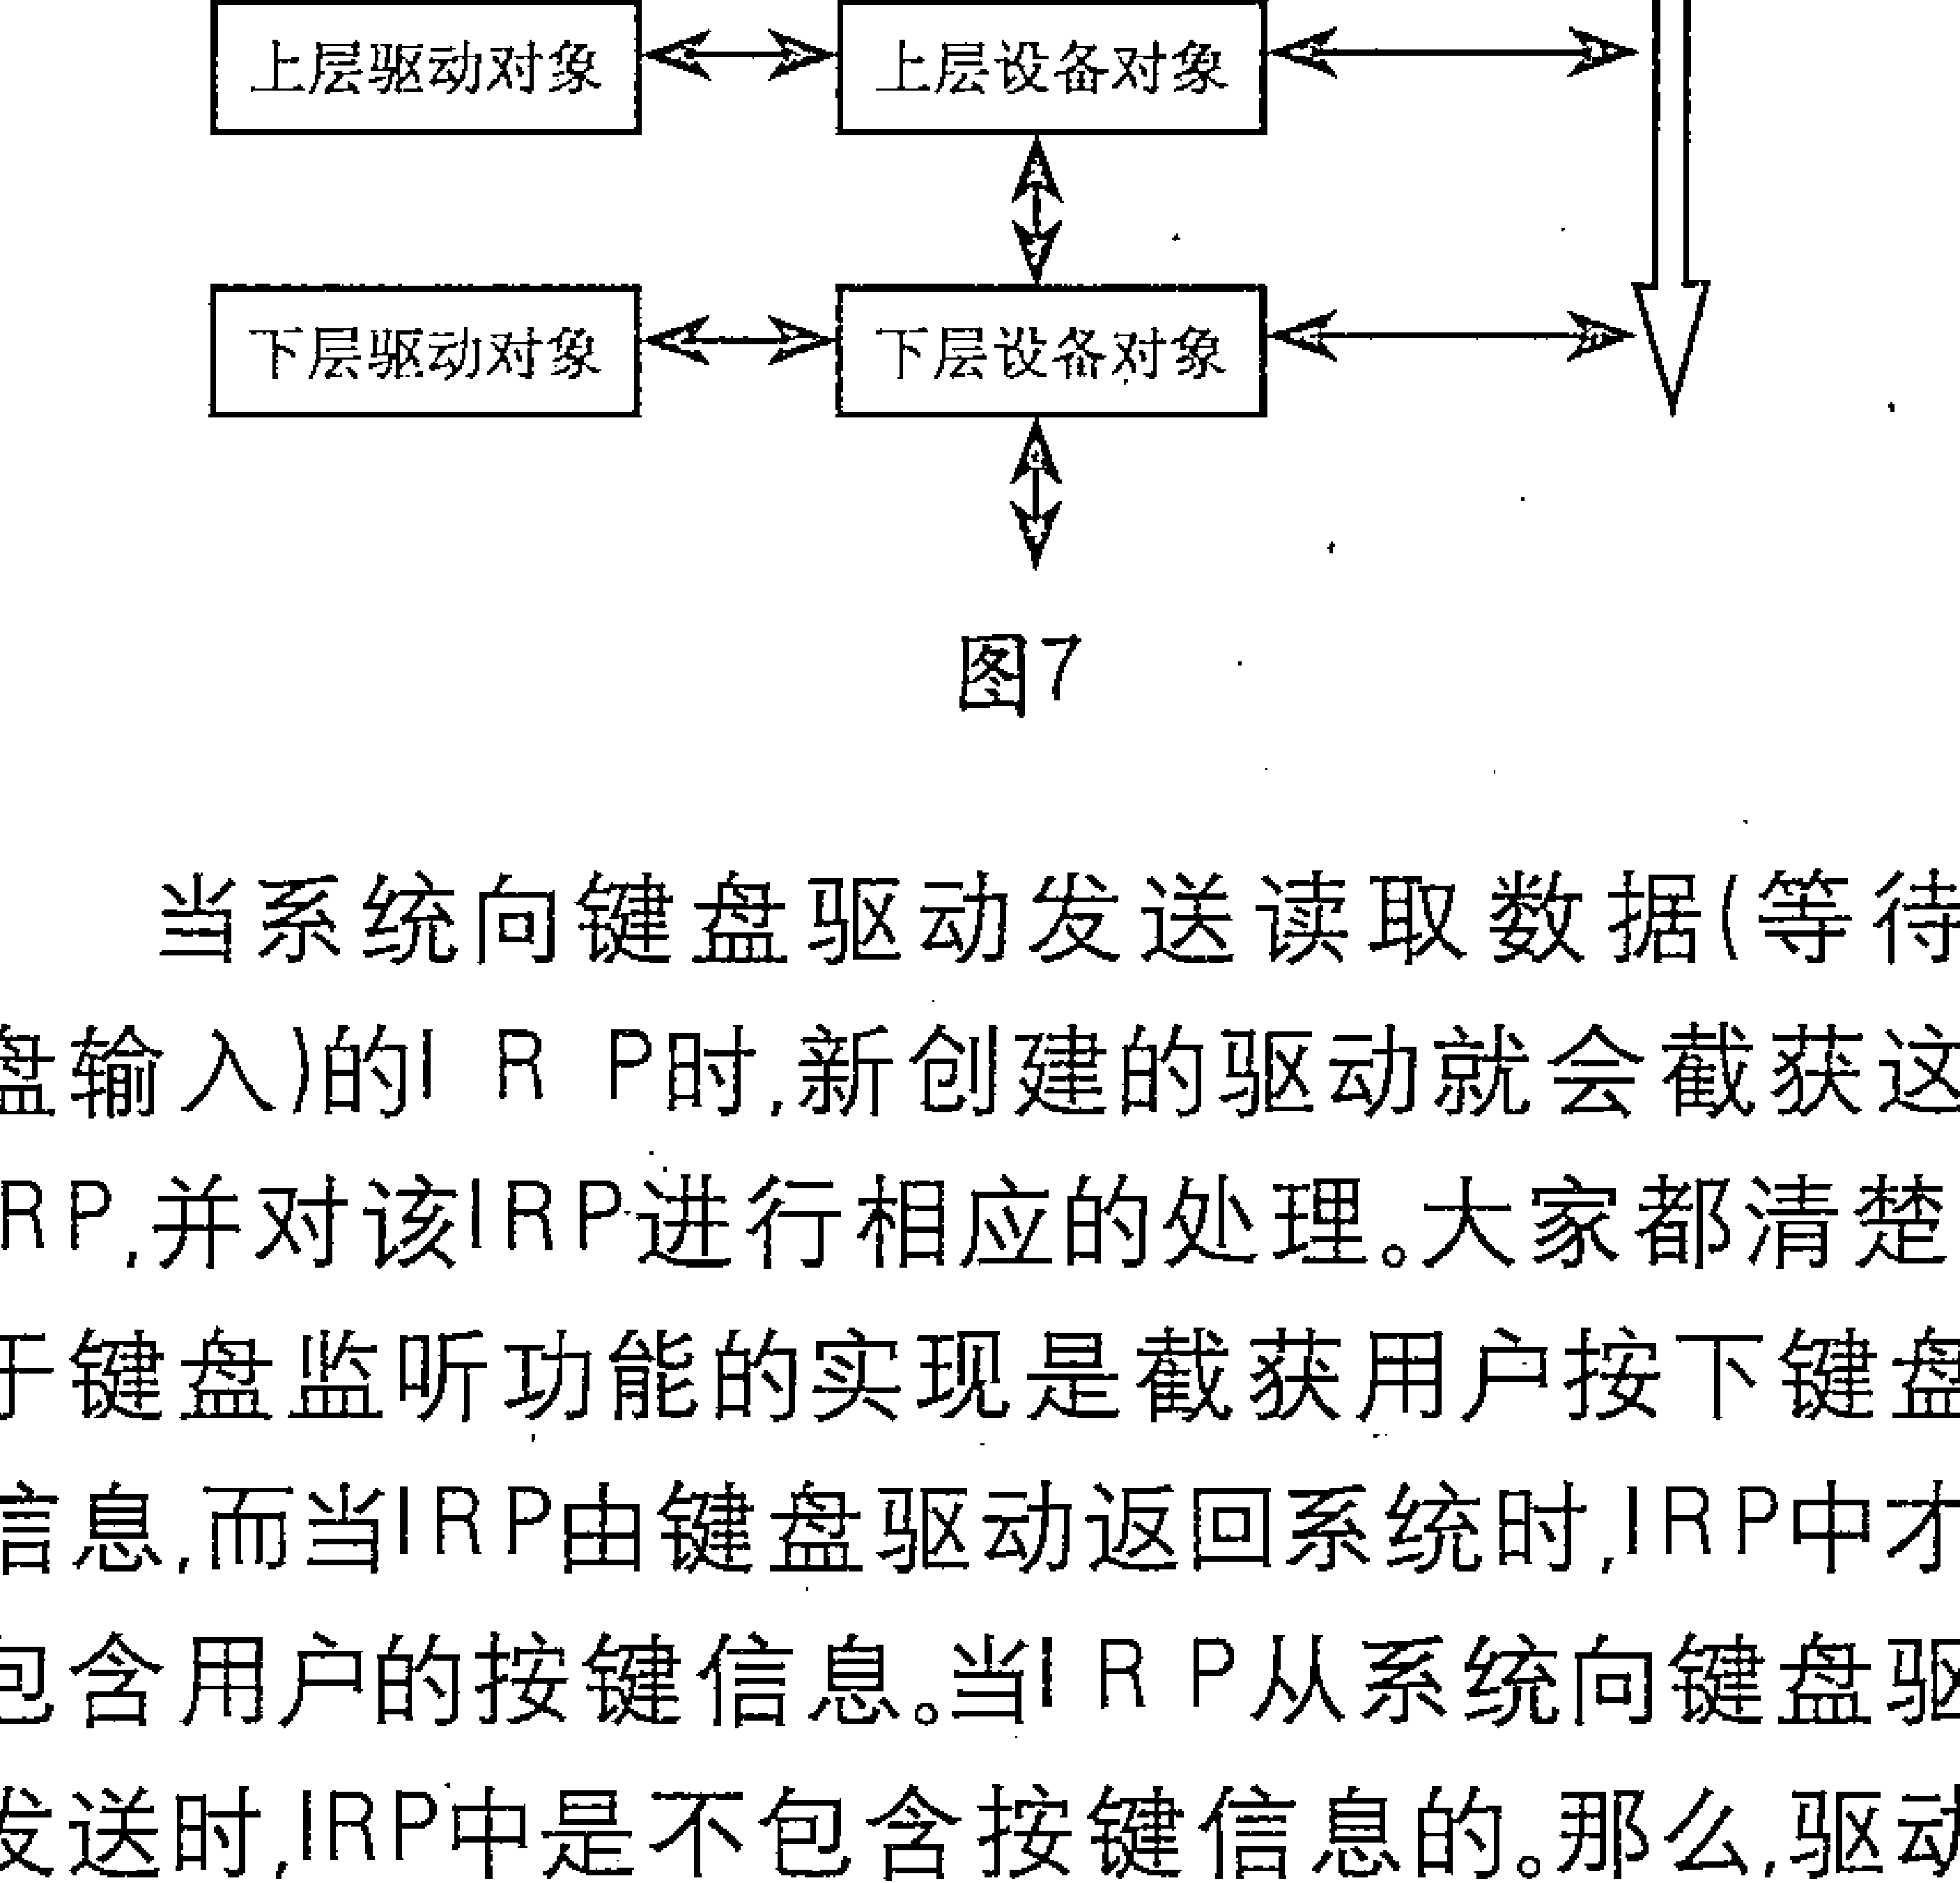 上层驱动对象 上层设备对象
下层驱动对象 下层设备对象
图7
当系统向键盘驱动发送读取数据(等待
盘输入)的IRP时,新创建的驱动就会截获这
RP,并对该IRP进行相应的处理。大家都清楚
于键盘监听功能的实现是截获用户按下键盘
信息,而当IRP由键盘驱动返回系统时,IRP中才
包含用户的按键信息。当IRP从系统向键盘驱
发送时,IRP中是不包含按键信息的。那么,驱动